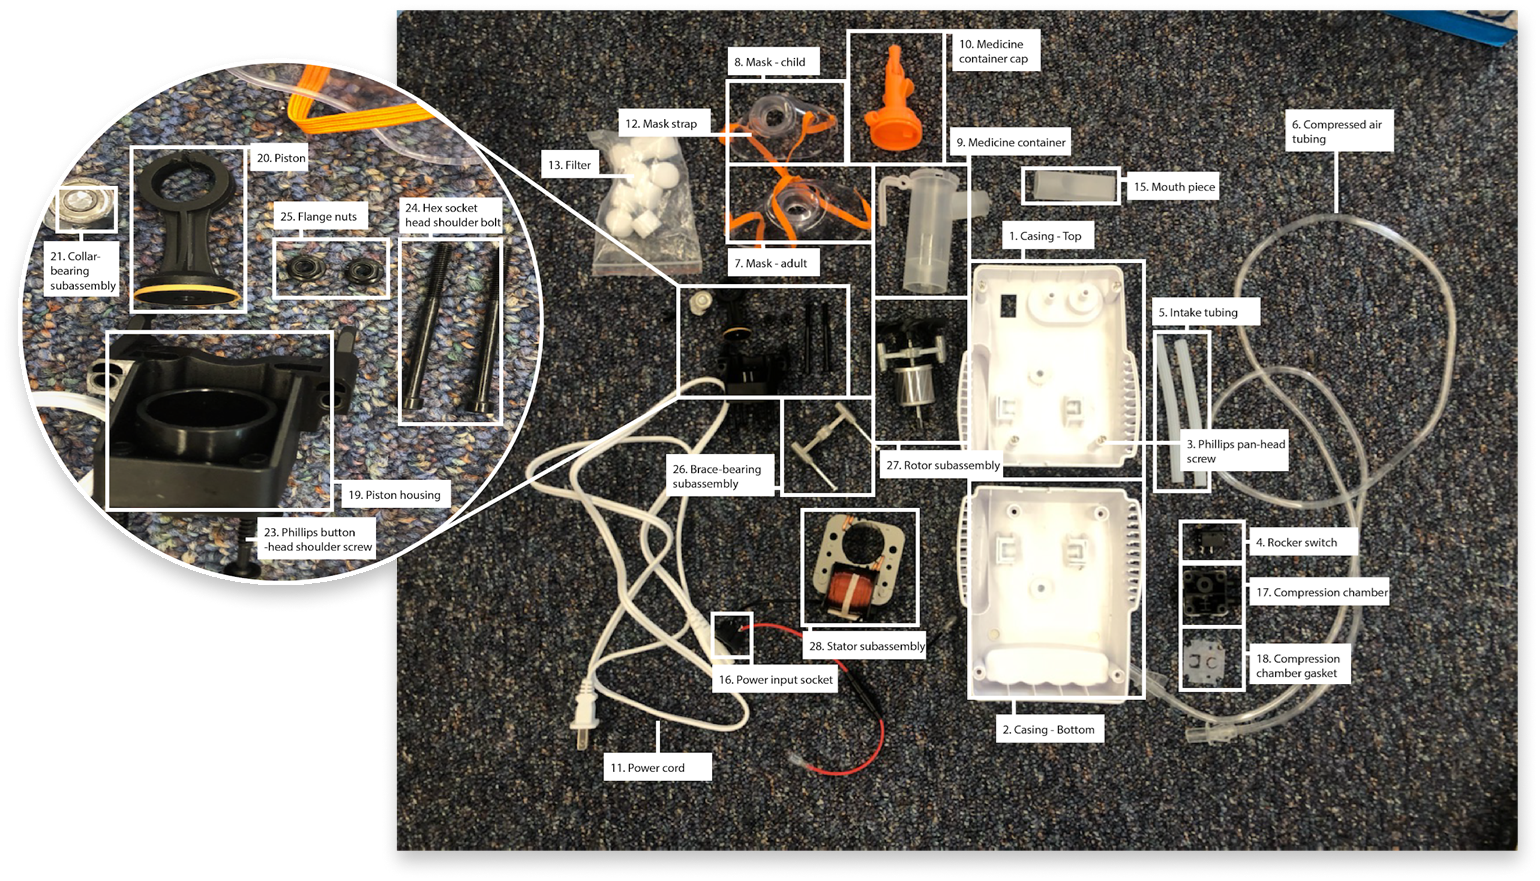 10. Medicine
container cap
8. Mask - child
6. Compressed air
tubing
12. Mask strap
9. Medicine container
13. Filter
20. Piston
15. Mouth piece
24. Hex socket
head shoulder bolt
25. Flange nuts
1. Casing - Top
21. Collar-
bearing
subassembly
7. Mask - adult
5. Intake tubing
3. Phillips pan-head
screw
26. Brace-bearing
subassembly
27. Rotor subassembly
19. Piston housing
23. Phillips button
-head shoulder screw
4. Rocker switch
17. Compression chamber
28. Stator subassembly
18. Compression
chamber gasket
16. Power input socket
2. Casing - Bottom
11. Power cord